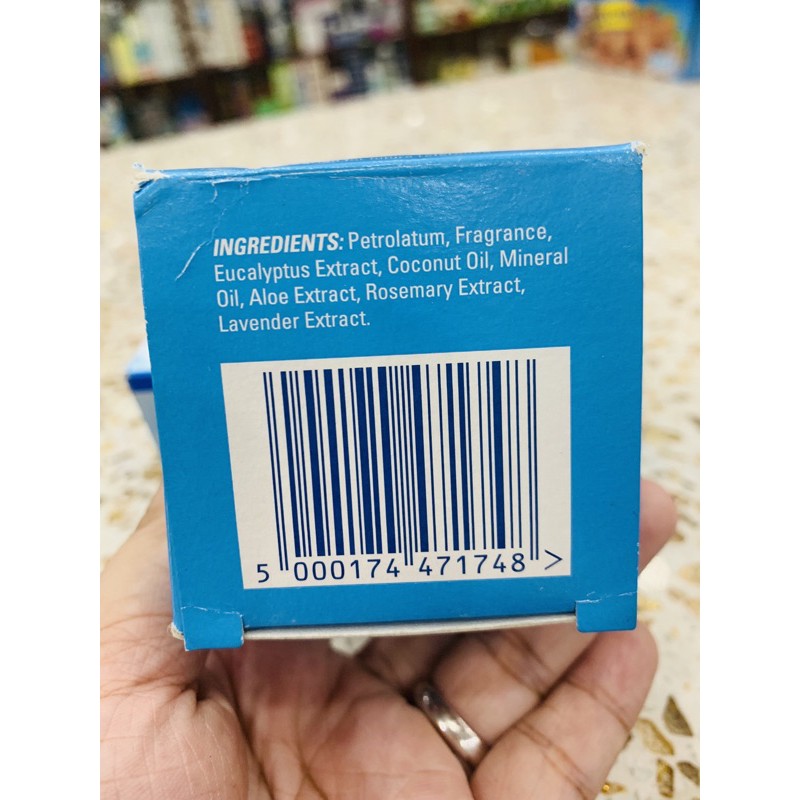 INGREDIENTS: Petrolatum, Fragrance,
Eucalyptus Extract, Coconut Oil, Mineral
Oil, Aloe Extract, Rosemary Extract,
Lavender Extract.
5 000174 471748 >